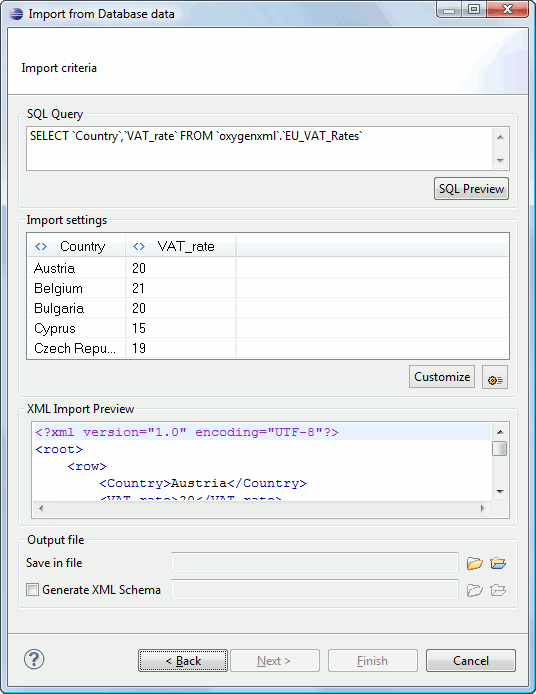 Import from Database data
Import criteria
SQL Query
SELECT `Country`,`VAT_rate` FROM `oxygenxml`.`EU_VAT_Rates`
SQL Preview
Import settings
<> Country <> VAT_rate
Austria 20
Belgium 21
Bulgaria 20
Cyprus 15
Czech Repu... 19
Customize
XML Import Preview
<?xml version="1.0" encoding="UTF-8"?>
<root>
<row>
<Country>Austria</Country>
<VAT_rate>20</VAT_rate>
Output file
Save in file
Generate XML Schema
? < Back Next > Finish Cancel